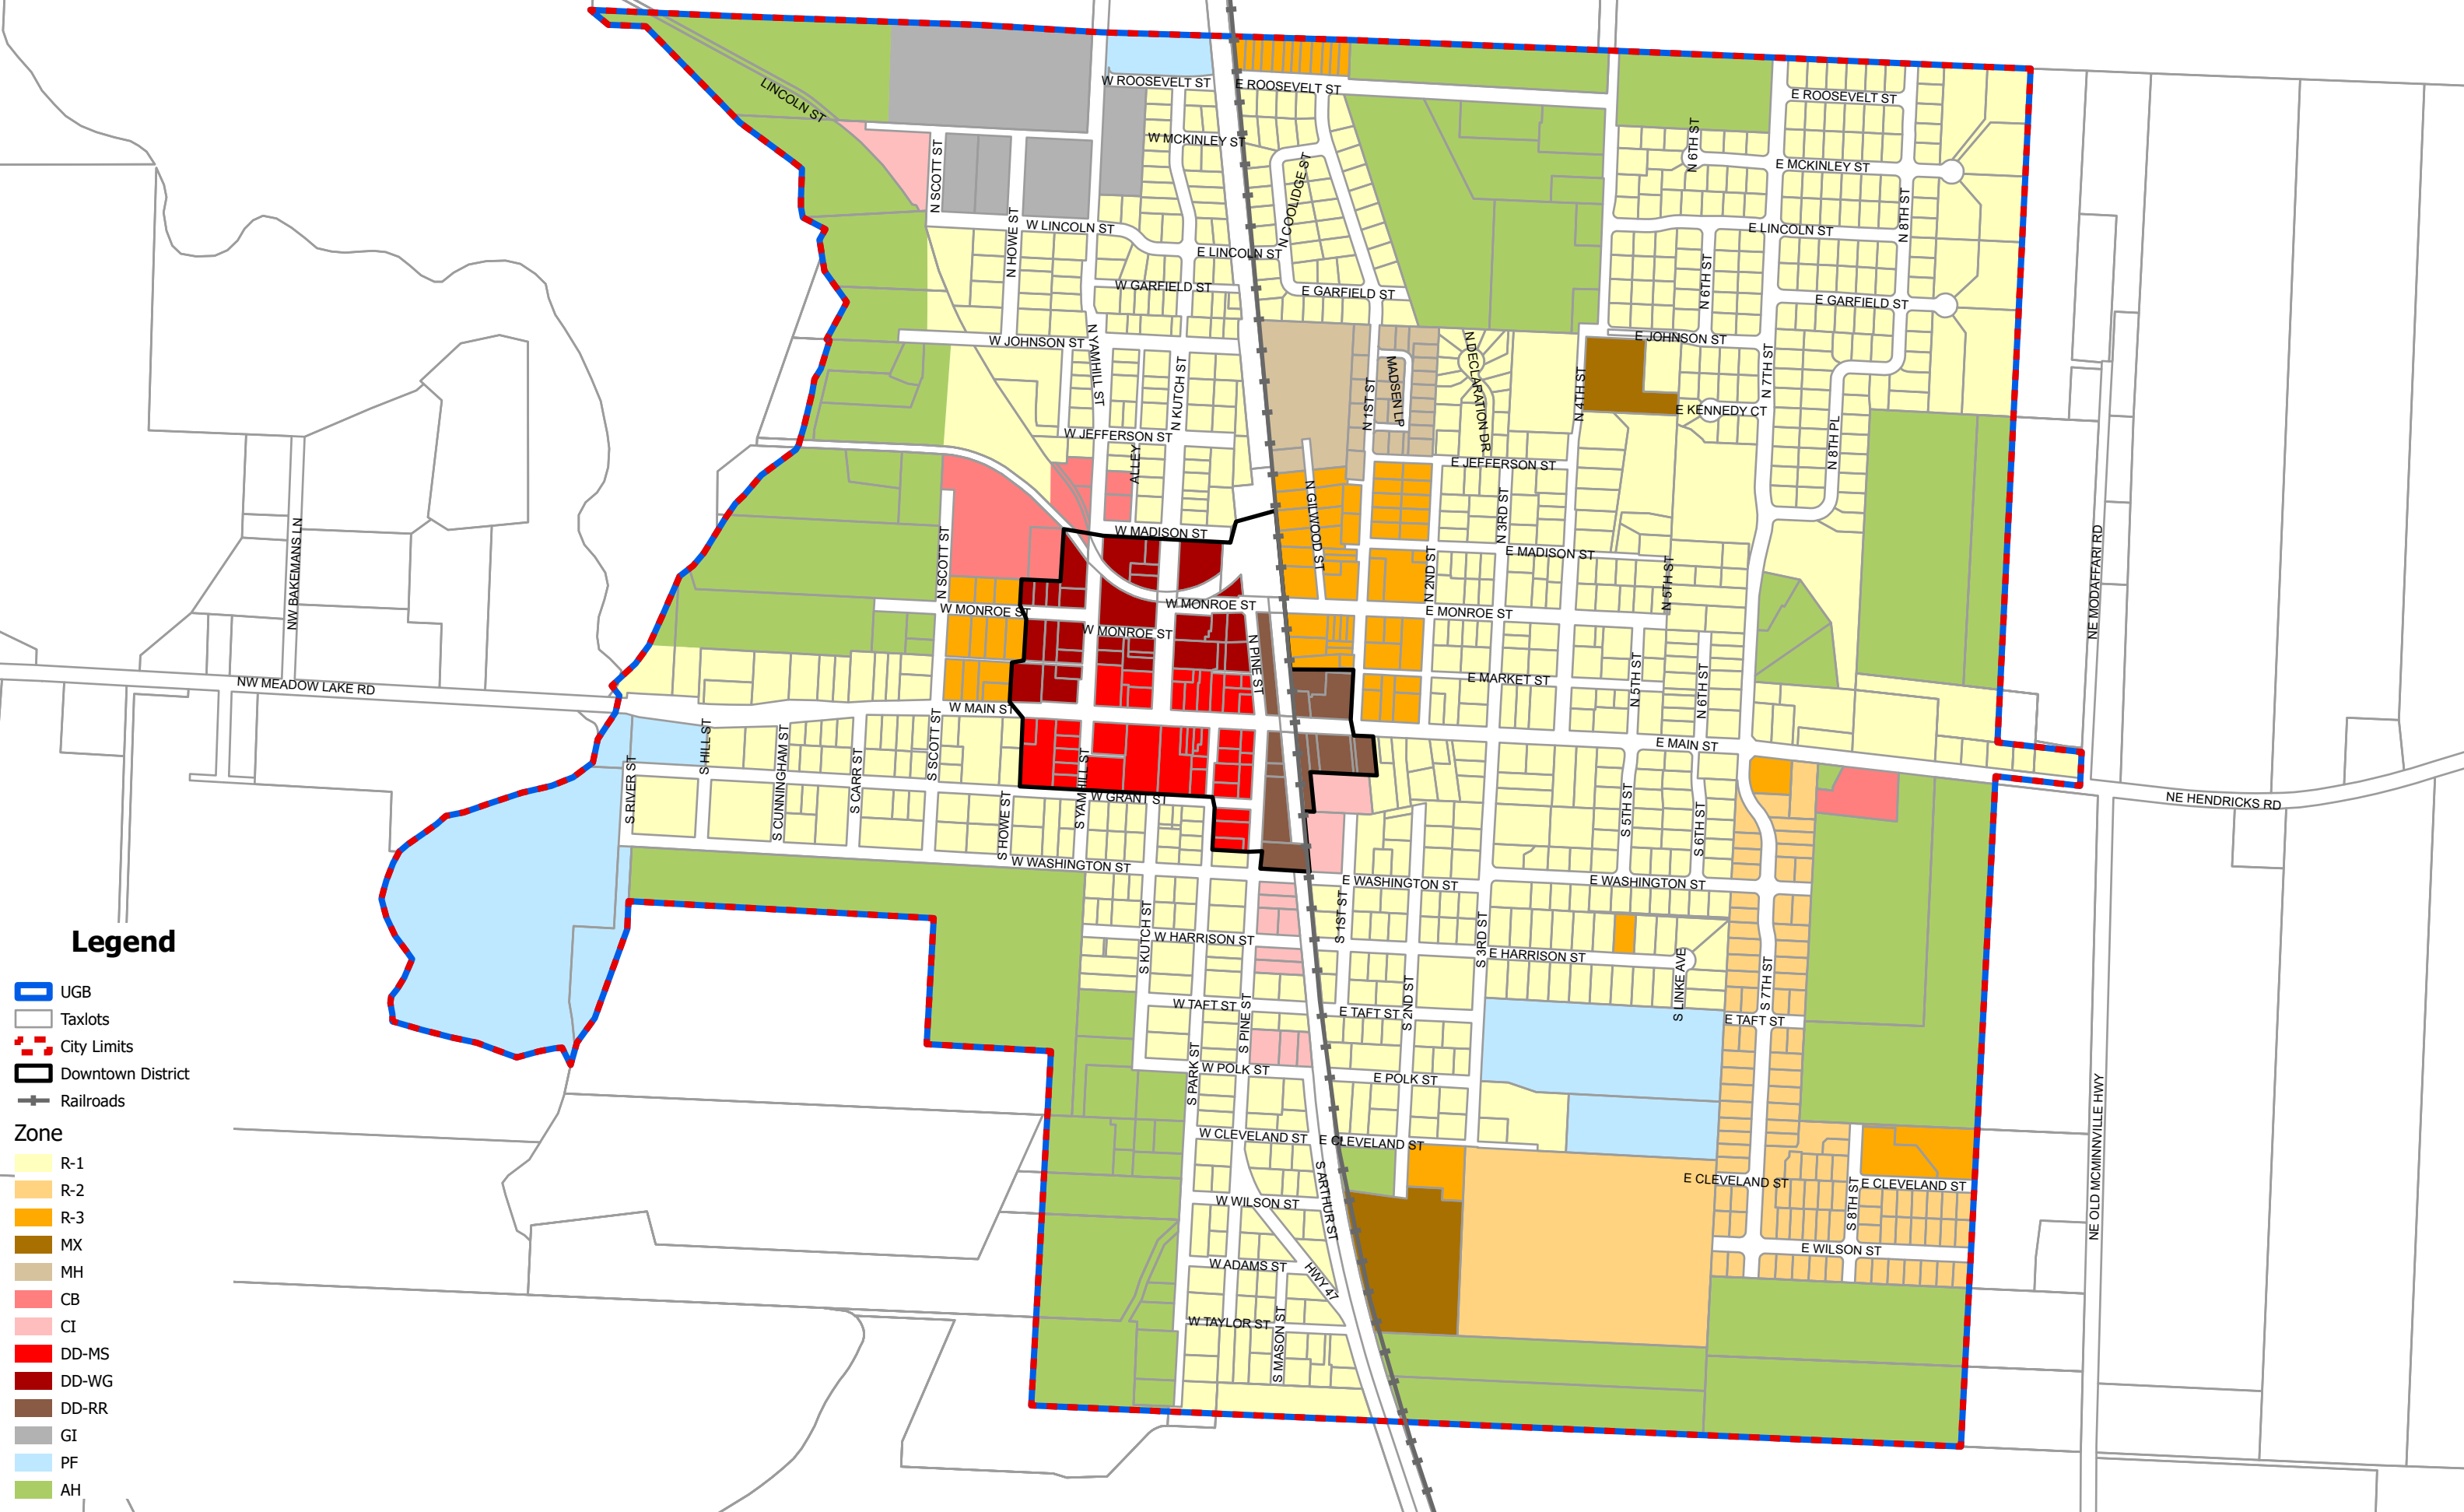 LINCOLN ST
W ROOSEVELT ST
E ROOSEVELT ST
E ROOSEVELT ST
W MCKINLEY ST
N 6TH ST
E MCKINLEY ST
N SCOTT ST
N COOLIDGE ST
N 8TH ST
N HOWE ST
W LINCOLN ST
E LINCOLN ST
E LINCOLN ST
W GARFIELD ST
E GARFIELD ST
N 6TH ST
E GARFIELD ST
W JOHNSON ST
N YAMHILL ST
N KUTCH ST
N 1ST ST
MADSEN LP
N DECLARATION DR
N 4TH ST
E JOHNSON ST
N 7TH ST
E KENNEDY CT
N 8TH PL
W JEFFERSON ST
ALLEY
E JEFFERSON ST
N GILWOOD ST
N 3RD ST
NW BAKEMANS LN
N SCOTT ST
W MADISON ST
N 2ND ST
E MADISON ST
N 5TH ST
NE MODAFFARI RD
W MONROE ST
W MONROE ST
W MONROE ST
E MONROE ST
N PINE ST
N 5TH ST
N 6TH ST
NW MEADOW LAKE RD
E MARKET ST
W MAIN ST
E MAIN ST
S RIVER ST
S HILL ST
S CUNNINGHAM ST
S CARR ST
S SCOTT ST
S HOWE ST
S YAMHILL ST
W GRANT ST
S 5TH ST
S 6TH ST
NE HENDRICKS RD
W WASHINGTON ST
E WASHINGTON ST
E WASHINGTON ST
S KUTCH ST
W HARRISON ST
S 1ST ST
S 3RD ST
E HARRISON ST
S LINKE AVE
S 7TH ST
W TAFT ST
S PINE ST
E TAFT ST
S 2ND ST
E TAFT ST
S PARK ST
W POLK ST
E POLK ST
NE OLD MCMINNVILLE HWY
W CLEVELAND ST
E CLEVELAND ST
E CLEVELAND ST
E CLEVELAND ST
S 8TH ST
S ARTHUR ST
W WILSON ST
E WILSON ST
W ADAMS ST
HWY 47
W TAYLOR ST
S MASON ST
Legend
UGB
Taxlots
City Limits
Downtown District
Railroads
Zone
R-1
R-2
R-3
MX
MH
CB
CI
DD-MS
DD-WG
DD-RR
GI
PF
AH